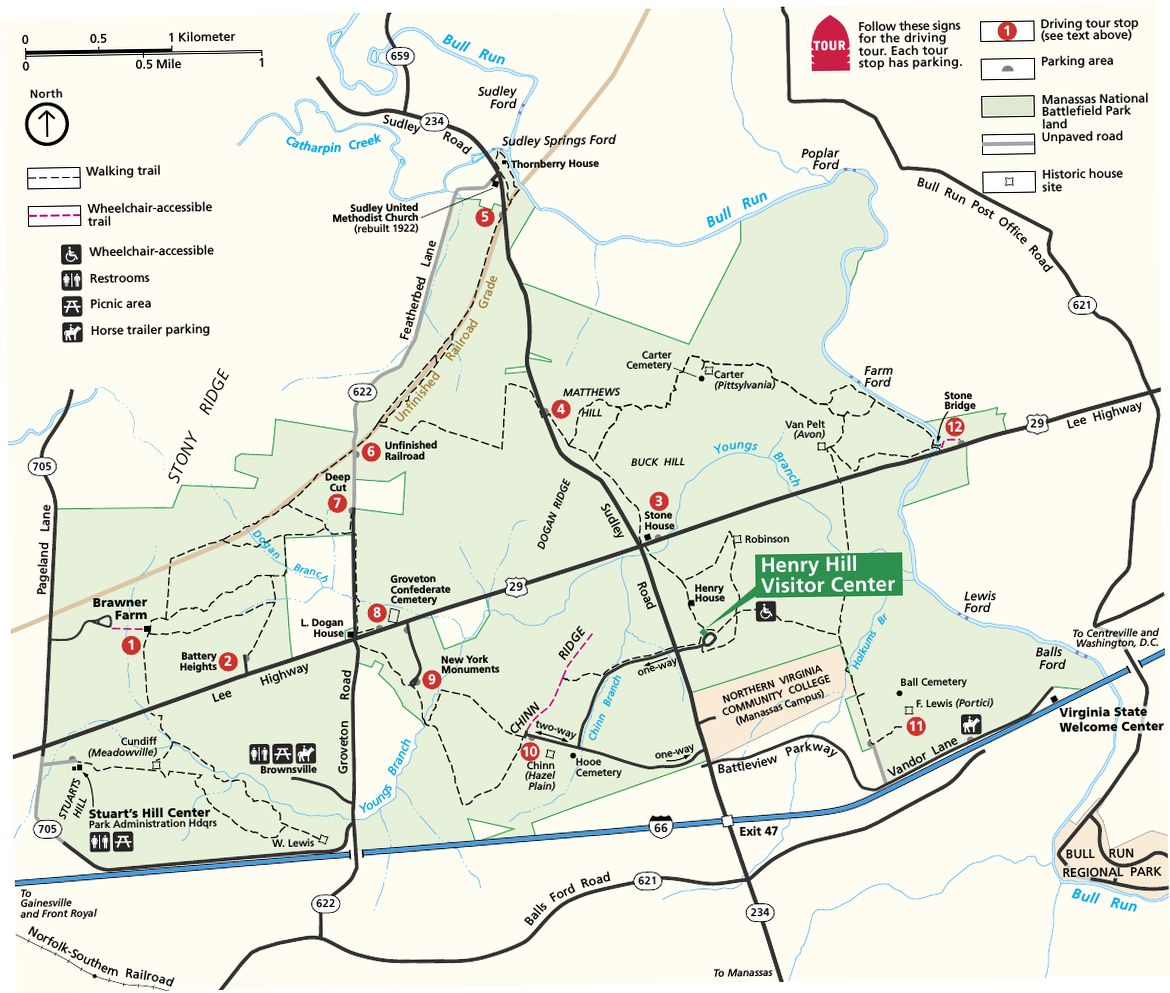 0 0.5 1 Kilometer
0 0.5 Mile 1
North
Walking trail
Wheelchair-accessible
trail
Wheelchair-accessible
Restrooms
Picnic area
Horse trailer parking
TOUR
Follow these signs
for the driving
tour. Each tour
stop has parking.
1
Driving tour stop
(see text above)
Parking area
Manassas National
Battlefield Park
land
Unpaved road
Historic house
site
659
Bull Run
Sudley
Ford
234
Sudley Road
Catharpin Creek
Sudley Springs Ford
Thornberry House
Sudley United
Methodist Church
(rebuilt 1922)
5
Poplar
Ford
Bull Run
Bull Run Post Office Road
621
Featherbed Lane
Unfinished Railroad Grade
STONY RIDGE
622
Carter
Cemetery
Carter
(Pittsylvania)
MATTHEWS
HILL
4
Farm
Ford
Stone
Bridge
12
29
Lee Highway
Van Pelt
(Avon)
705
6
Unfinished
Railroad
Deep
Cut
7
BUCK HILL
Youngs
Branch
DOGAN RIDGE
3
Stone
House
Sudley
Road
Pageland Lane
Dogan
Branch
Robinson
Henry Hill
Visitor Center
Henry
House
29
Groveton
Confederate
Cemetery
8
Brawner
Farm
1
L. Dogan
House
Battery
Heights
2
Lee Highway
New York
Monuments
9
CHINN RIDGE
one-way
Chinn Branch
Holkums Br
Lewis
Ford
To Centreville and
Washington, D.C.
Balls
Ford
NORTHERN VIRGINIA
COMMUNITY COLLEGE
(Manassas Campus)
Ball Cemetery
F. Lewis (Portici)
11
Virginia State
Welcome Center
Groveton Road
two-way
10
Chinn
(Hazel
Plain)
Hooe
Cemetery
one-way
Battleview Parkway
Vandor Lane
Cundiff
(Meadowville)
Brownsville
Youngs Branch
STUARTS
HILL
Stuart's Hill Center
Park Administration Hdqrs
705
W. Lewis
66
Exit 47
To
Gainesville
and Front Royal
622
Balls Ford Road
621
234
BULL RUN
REGIONAL PARK
Bull Run
Norfolk-Southern Railroad
To Manassas